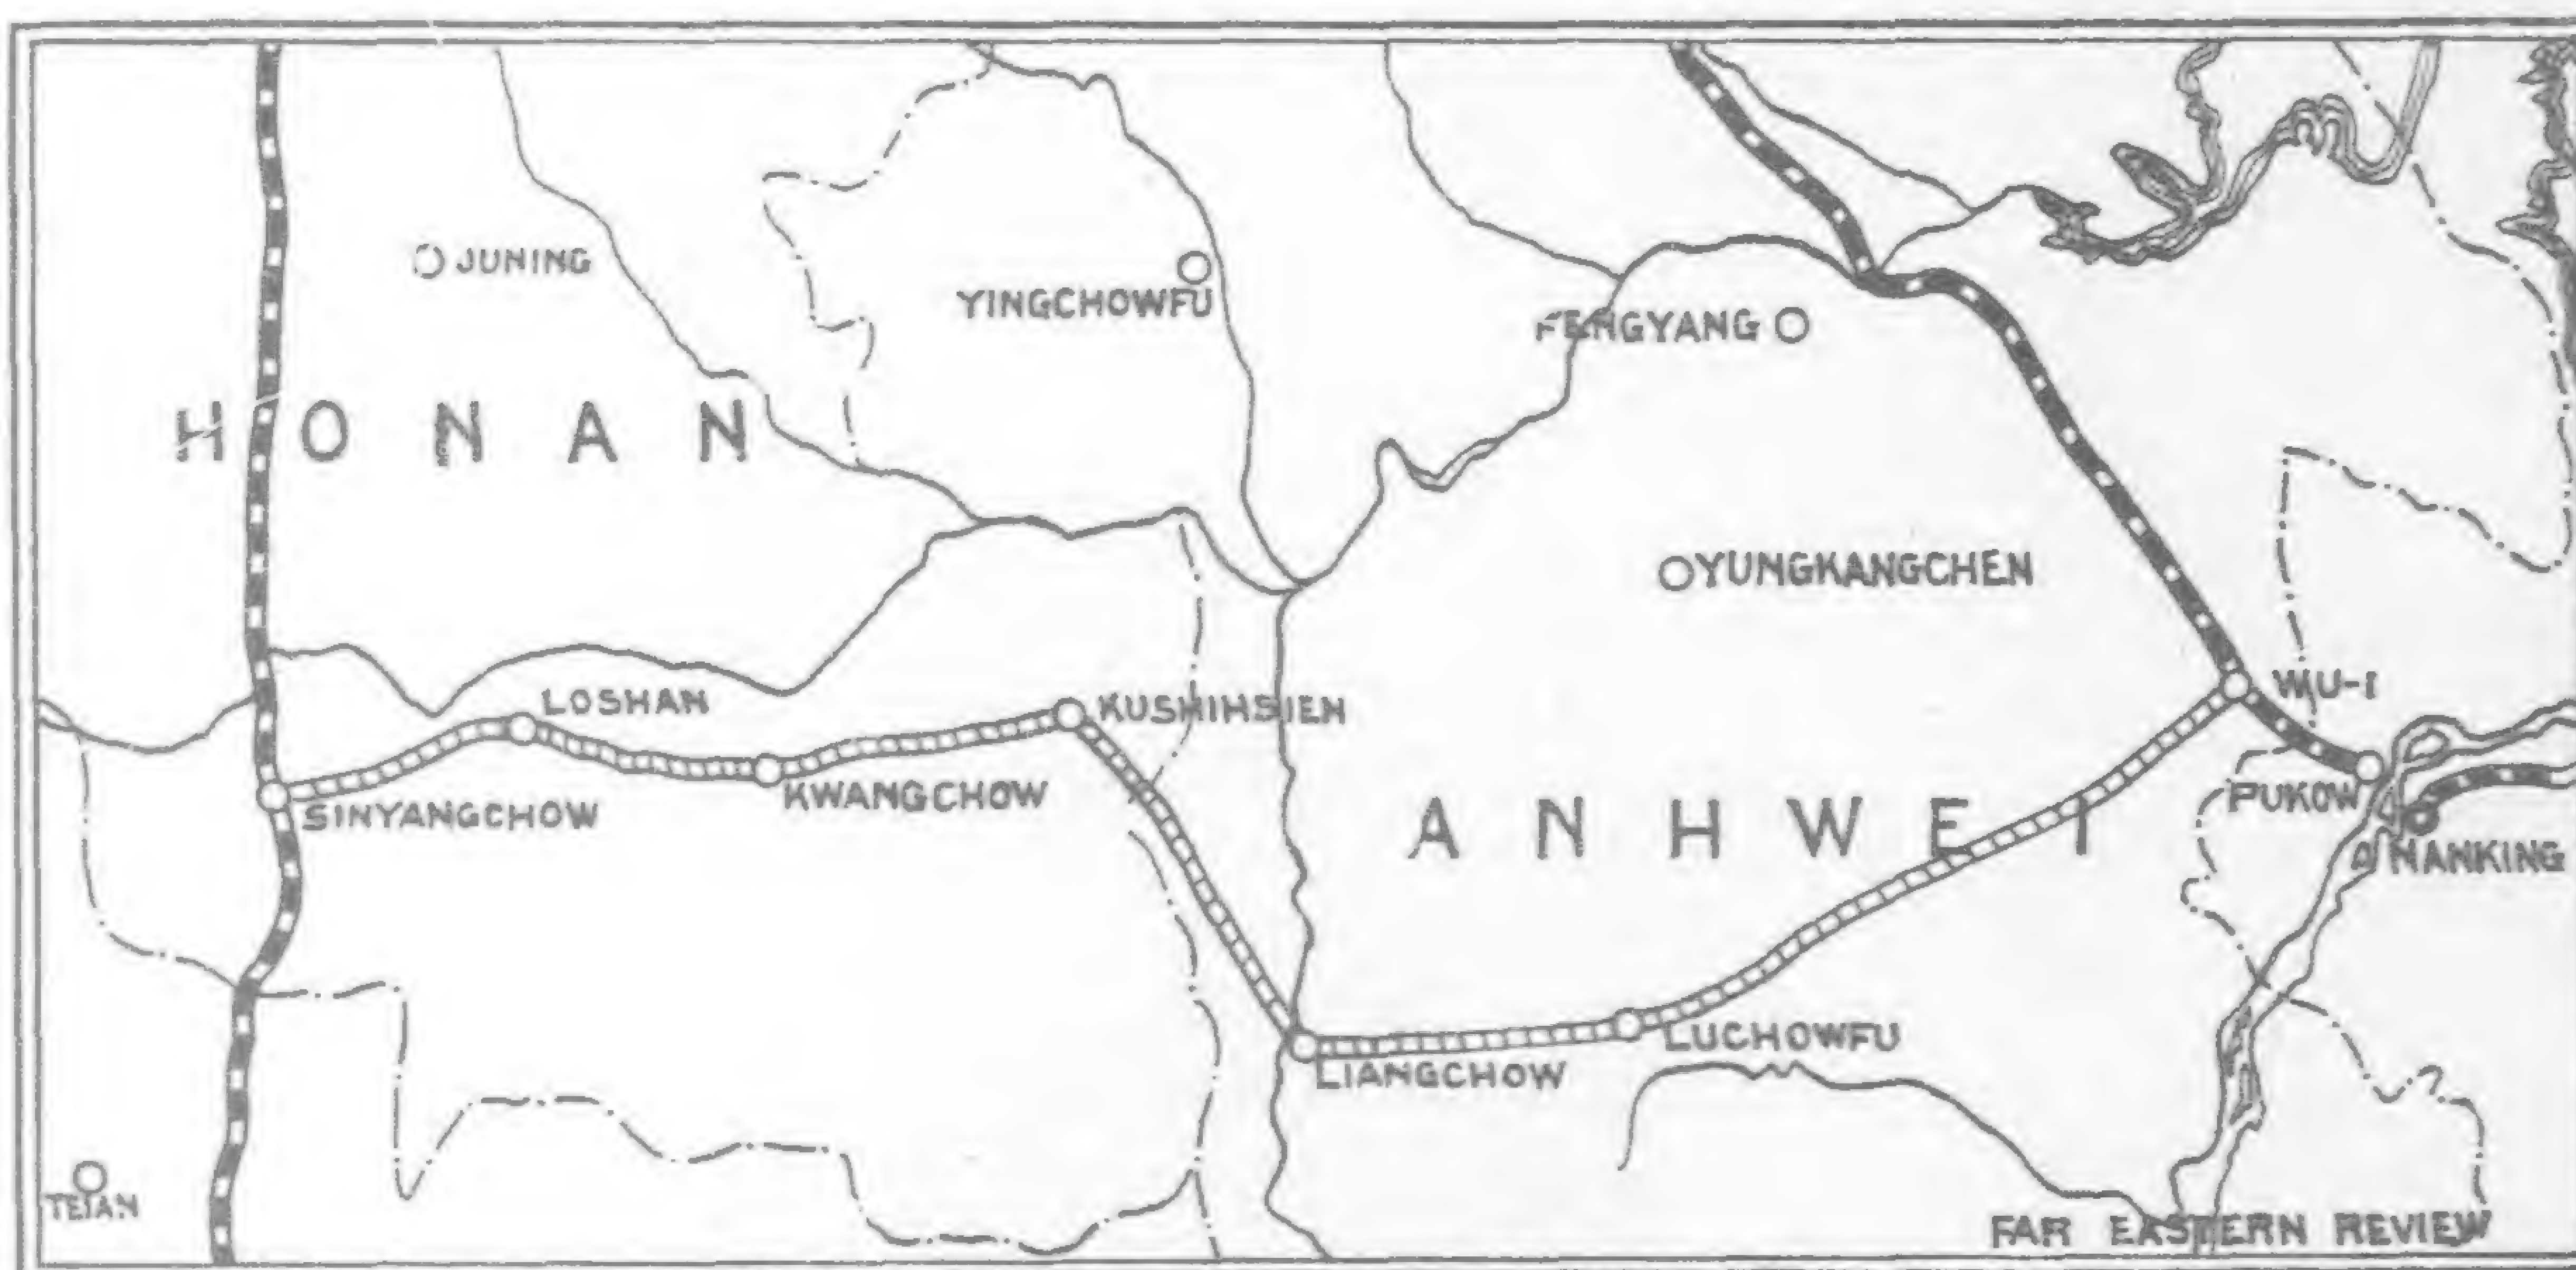 JUNING
YINGCHOWFU
FENGYANG
HONAN
YUNGKANGCHEN
WU-I
LOSHAN
KUSHIHSIEN
SINYANGCHOW
KWANGCHOW
ANHWEI
PUKOW
NANKING
LUCHOWFU
LIANGCHOW
TEIAN
FAR EASTERN REVIEW